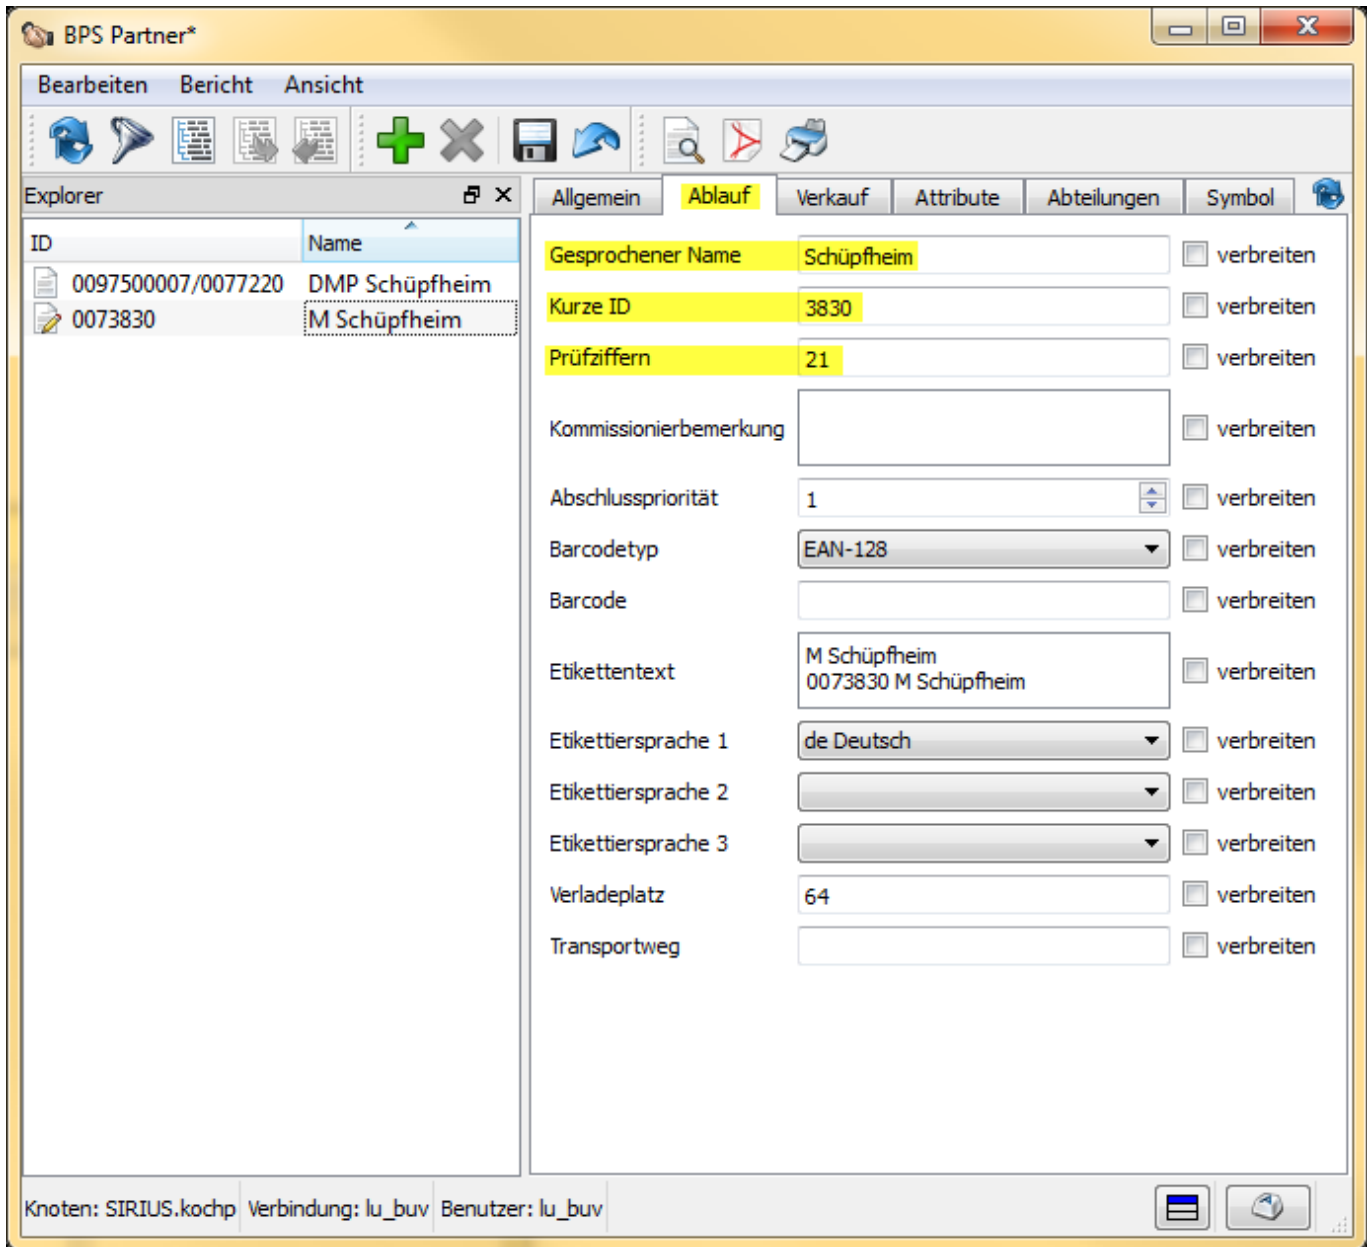 BPS Partner*
Bearbeiten Bericht Ansicht
Explorer
ID Name
0097500007/0077220 DMP Schüpfheim
0073830 M Schüpfheim
Allgemein Ablauf Verkauf Attribute Abteilungen Symbol
Gesprochener Name Schüpfheim verbreiten
Kurze ID 3830 verbreiten
Prüfziffern 21 verbreiten
Kommissionierbemerkung verbreiten
Abschlusspriorität 1 verbreiten
Barcodetyp EAN-128 verbreiten
Barcode verbreiten
Etikettentext M Schüpfheim
0073830 M Schüpfheim verbreiten
Etikettiersprache 1 de Deutsch verbreiten
Etikettiersprache 2 verbreiten
Etikettiersprache 3 verbreiten
Verladeplatz 64 verbreiten
Transportweg verbreiten
Knoten: SIRIUS.kochp Verbindung: lu_buv Benutzer: lu_buv